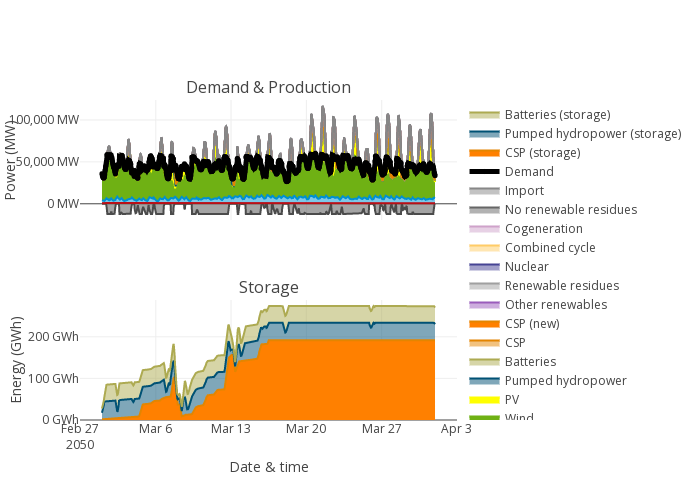 Demand & Production
100,000 MW
50,000 MW
0 MW
Power (MW)
Storage
200 GWh
100 GWh
0 GWh
Energy (GWh)
Feb 27
2050
Mar 6
Mar 13
Mar 20
Mar 27
Apr 3
Date & time
Batteries (storage)
Pumped hydropower (storage)
CSP (storage)
Demand
Import
No renewable residues
Cogeneration
Combined cycle
Nuclear
Renewable residues
Other renewables
CSP (new)
CSP
Batteries
Pumped hydropower
PV
Wind